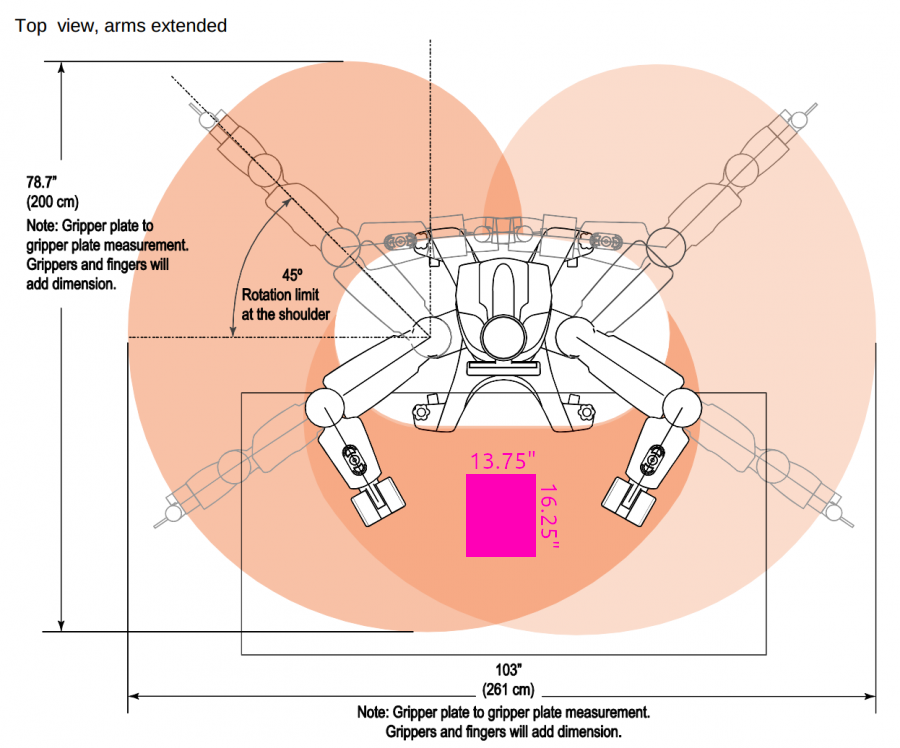 Top view, arms extended
78.7"
(200 cm)
Note: Gripper plate to
gripper plate measurement.
Grippers and fingers will
add dimension.
45º
Rotation limit
at the shoulder
13.75"
16.25"
103"
(261 cm)
Note: Gripper plate to gripper plate measurement.
Grippers and fingers will add dimension.